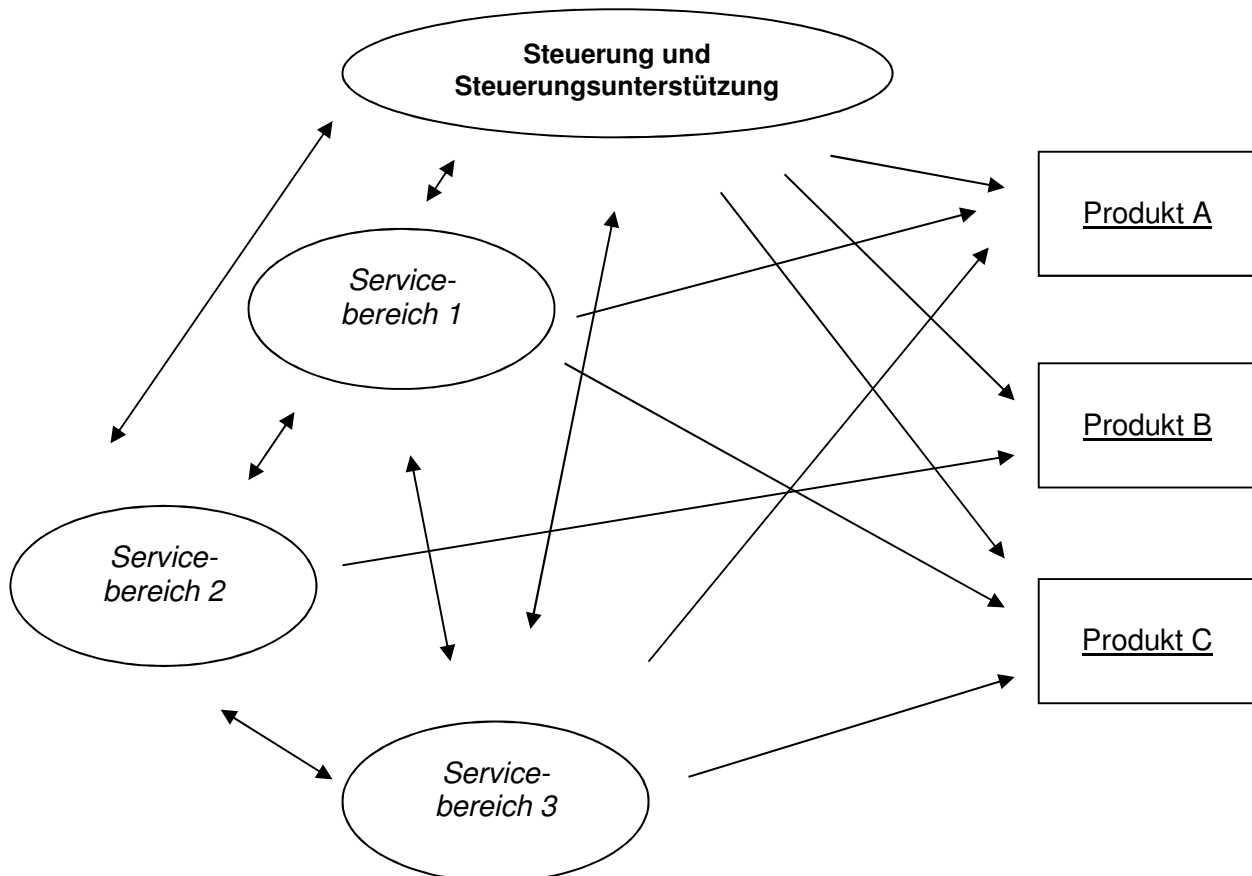 Steuerung und
Steuerungsunterstützung
Produkt A
Service-
bereich 1
Produkt B
Service-
bereich 2
Produkt C
Service-
bereich 3